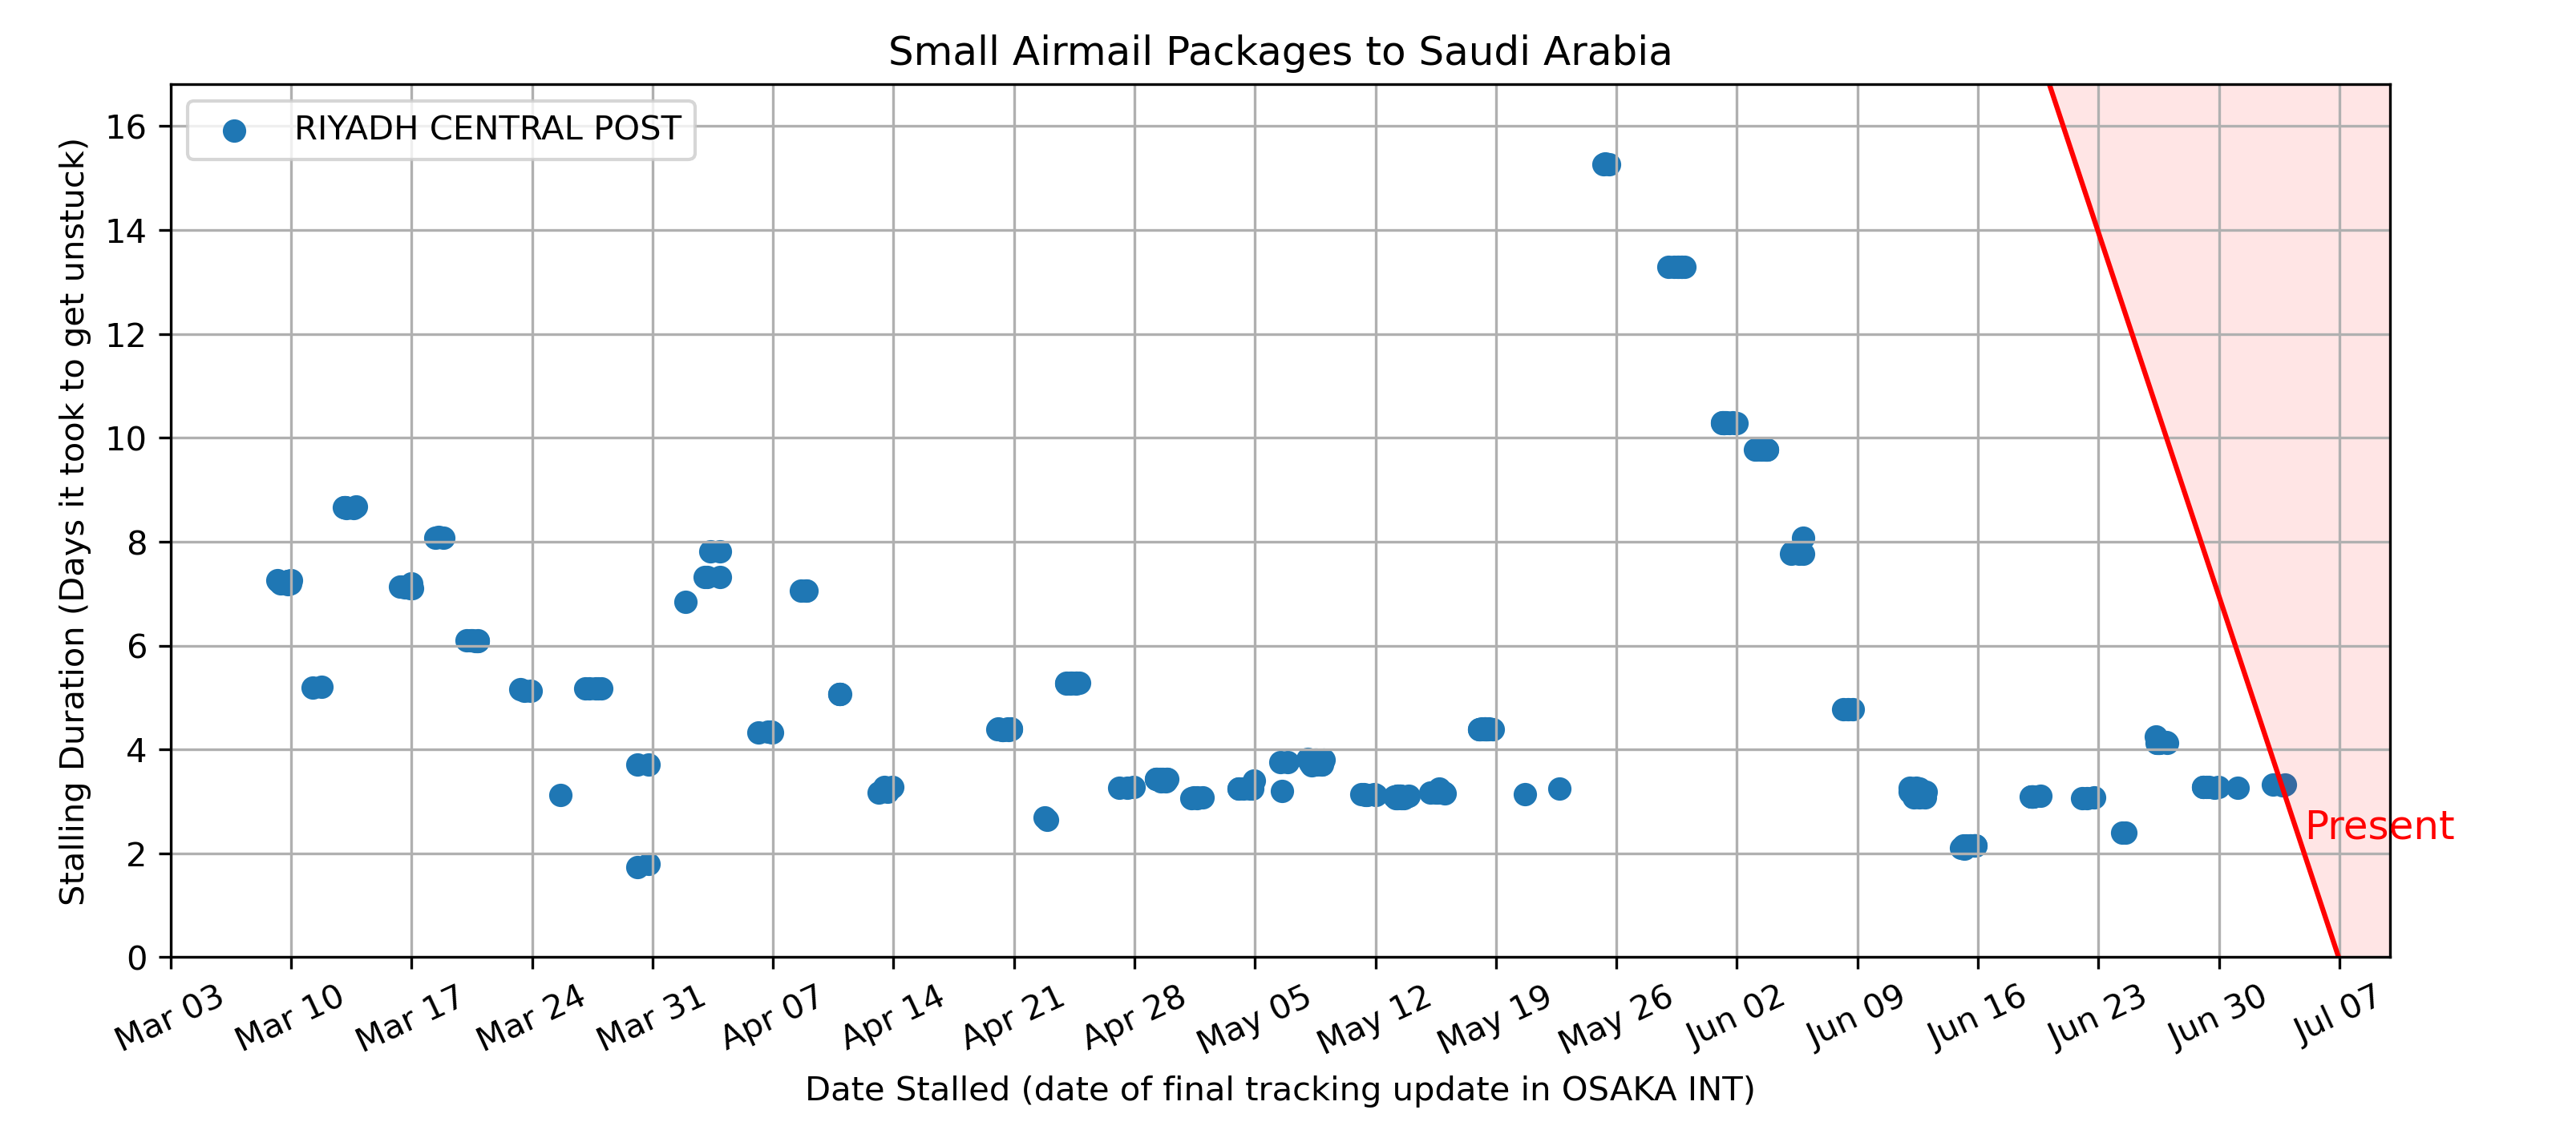 Small Airmail Packages to Saudi Arabia
RIYADH CENTRAL POST
Stalling Duration (Days it took to get unstuck)
16
14
12
10
8
6
4
2
0
Present
Mar 03
Mar 10
Mar 17
Mar 24
Mar 31
Apr 07
Apr 14
Apr 21
Apr 28
May 05
May 12
May 19
May 26
Jun 02
Jun 09
Jun 16
Jun 23
Jun 30
Jul 07
Date Stalled (date of final tracking update in OSAKA INT)